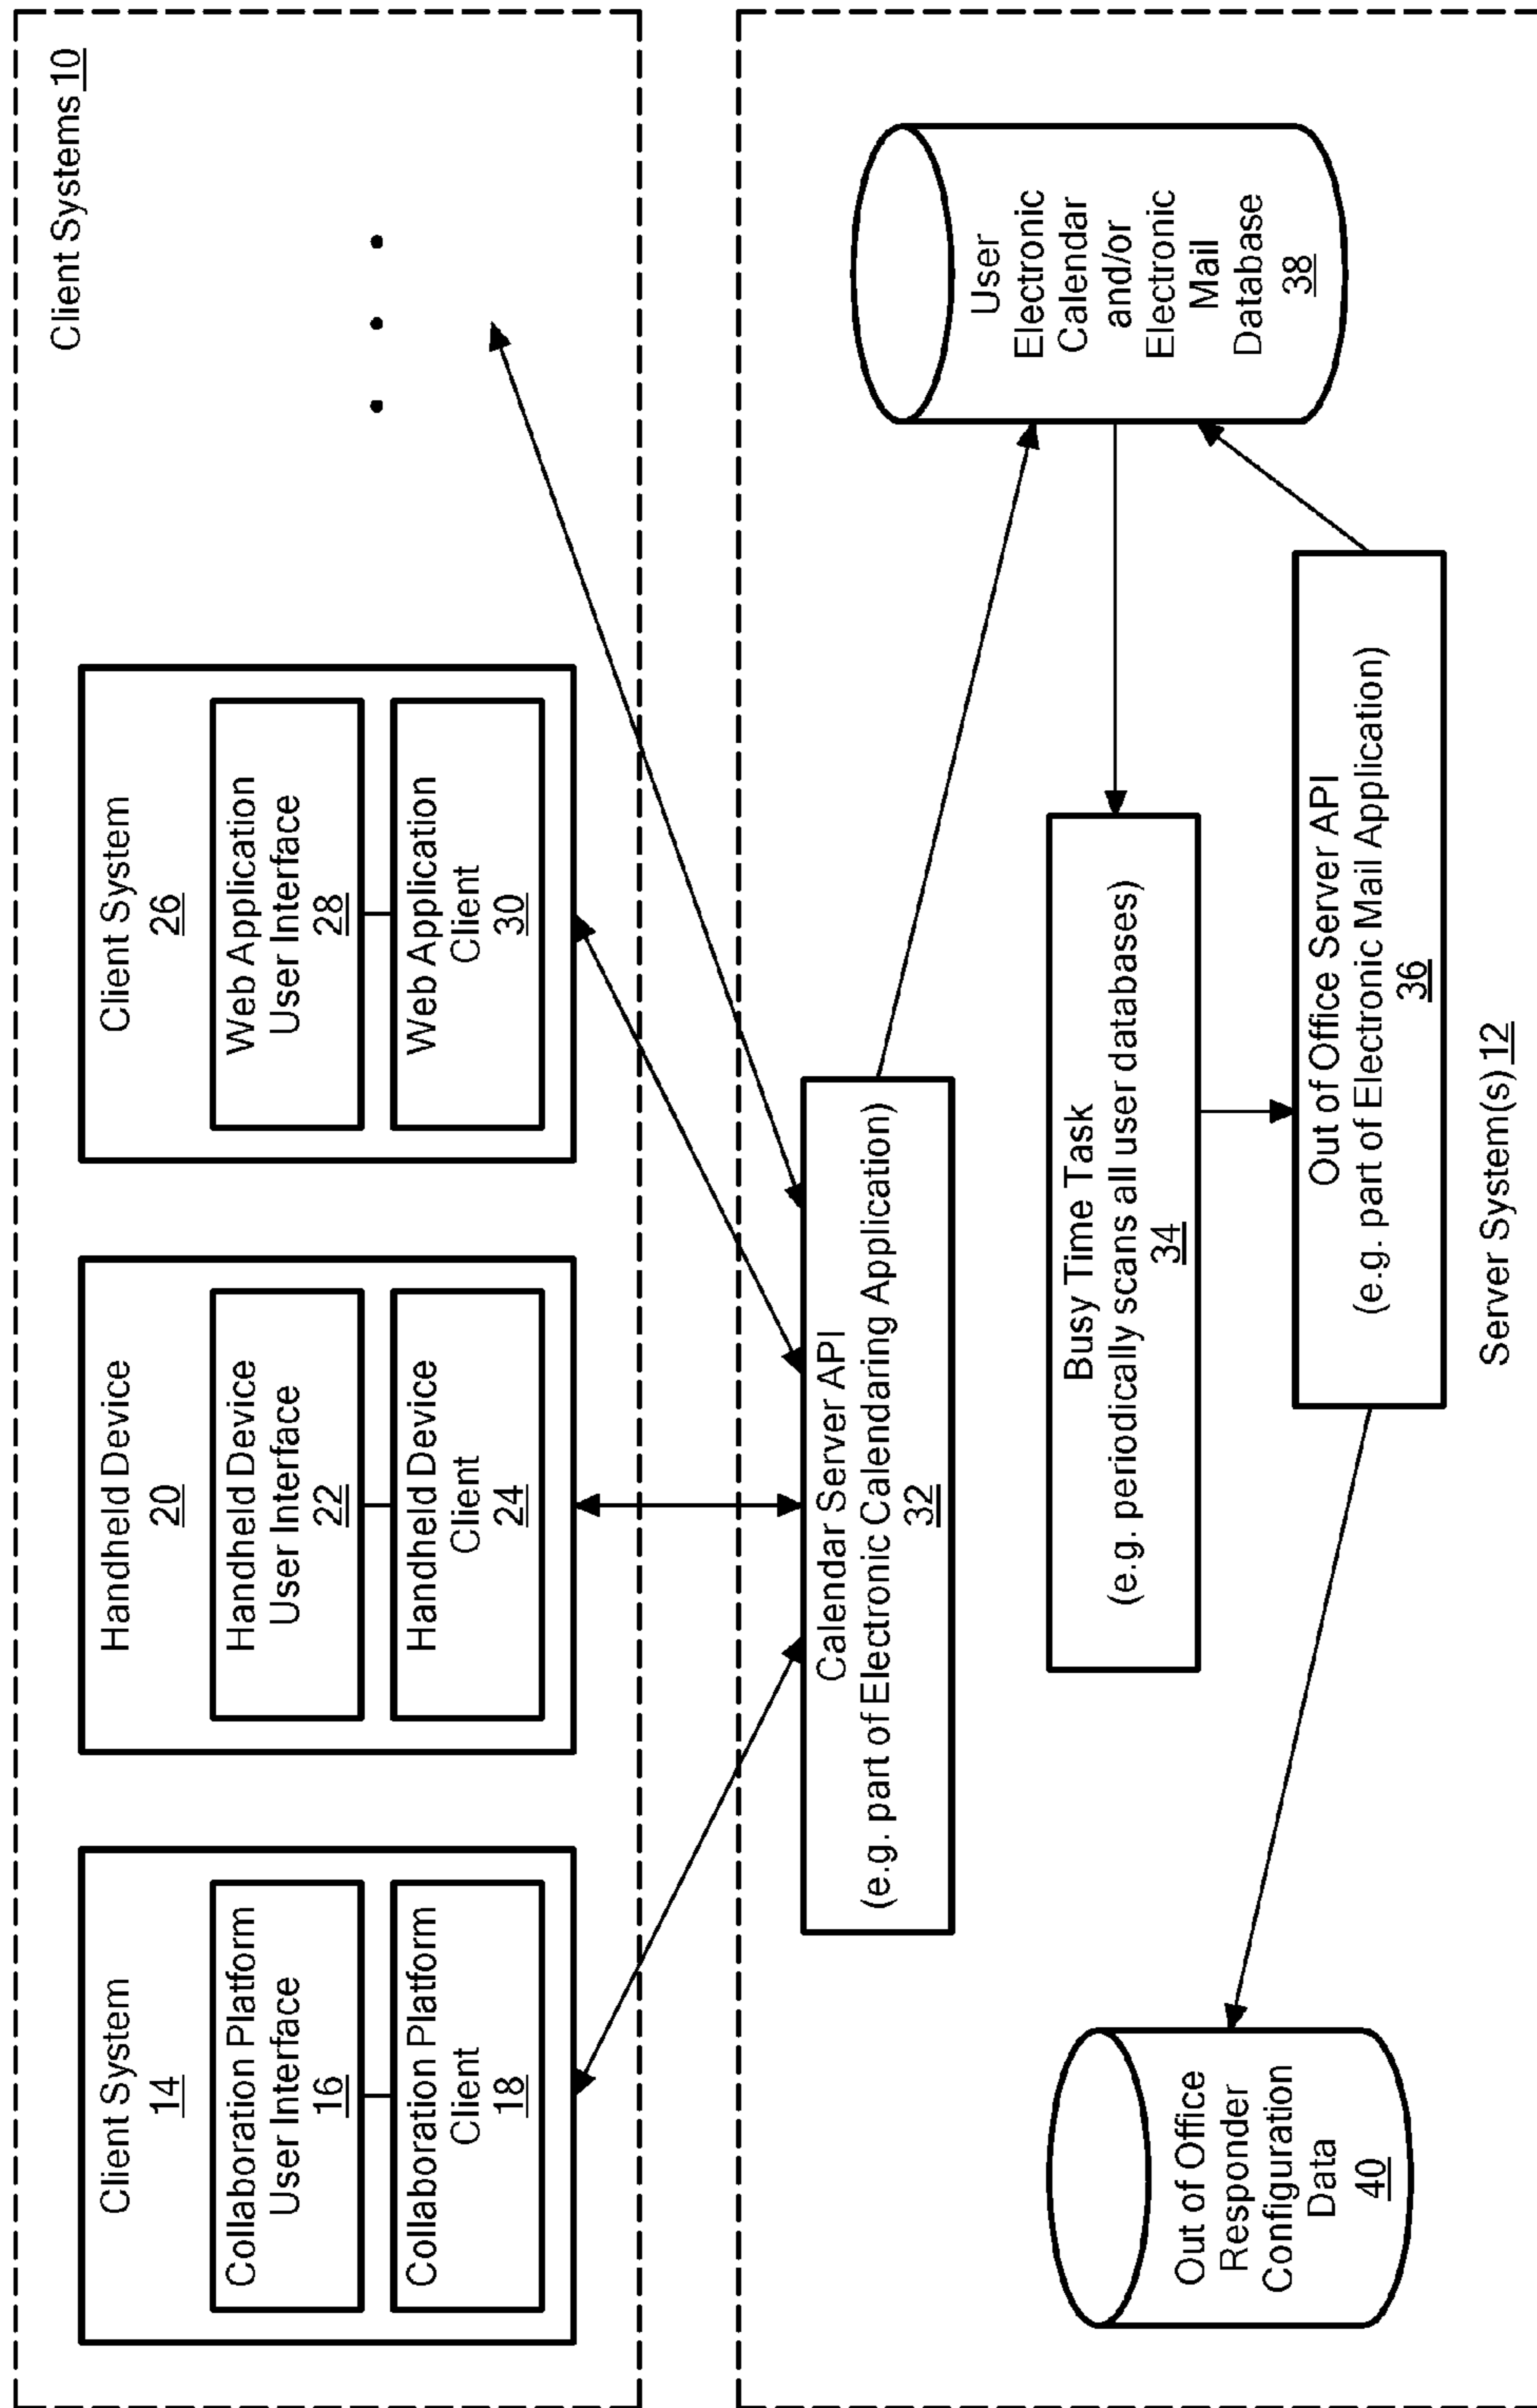 Client Systems 10
Client System
14
Collaboration Platform
User Interface
16
Collaboration Platform
Client
18
Handheld Device
20
Handheld Device
User Interface
22
Handheld Device
Client
24
Client System
26
Web Application
User Interface
28
Web Application
Client
30
Calendar Server API
(e.g. part of Electronic Calendaring Application)
32
Busy Time Task
(e.g. periodically scans all user databases)
34
Out of Office Server API
(e.g. part of Electronic Mail Application)
36
User
Electronic
Calendar
and/or
Electronic
Mail
Database
38
Out of Office
Responder
Configuration
Data
40
Server System(s) 12